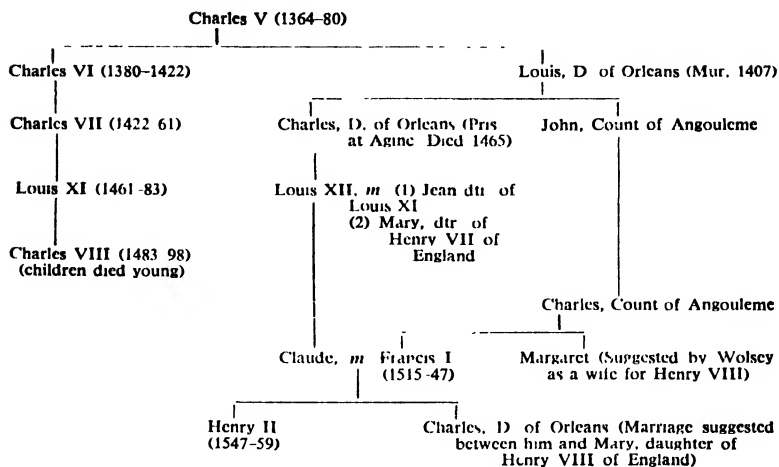 Charles V (1364–80)
Charles VI (1380–1422)
Louis, D of Orleans (Mur. 1407)
Charles VII (1422 61)
Charles, D. of Orleans (Pris
at Aginc Died 1465)
John, Count of Angouleme
Louis XI (1461-83)
Louis XII, m (1) Jean dtr of
Louis XI
(2) Mary, dtr of
Henry VII of
England
Charles VIII (1483 98)
(children died young)
Charles, Count of Angouleme
Claude, m Francis I
(1515-47)
Margaret (Suggested by Wolsey
as a wife for Henry VIII)
Henry II
(1547-59)
Charles, D of Orleans (Marriage suggested
between him and Mary, daughter of
Henry VIII of England)